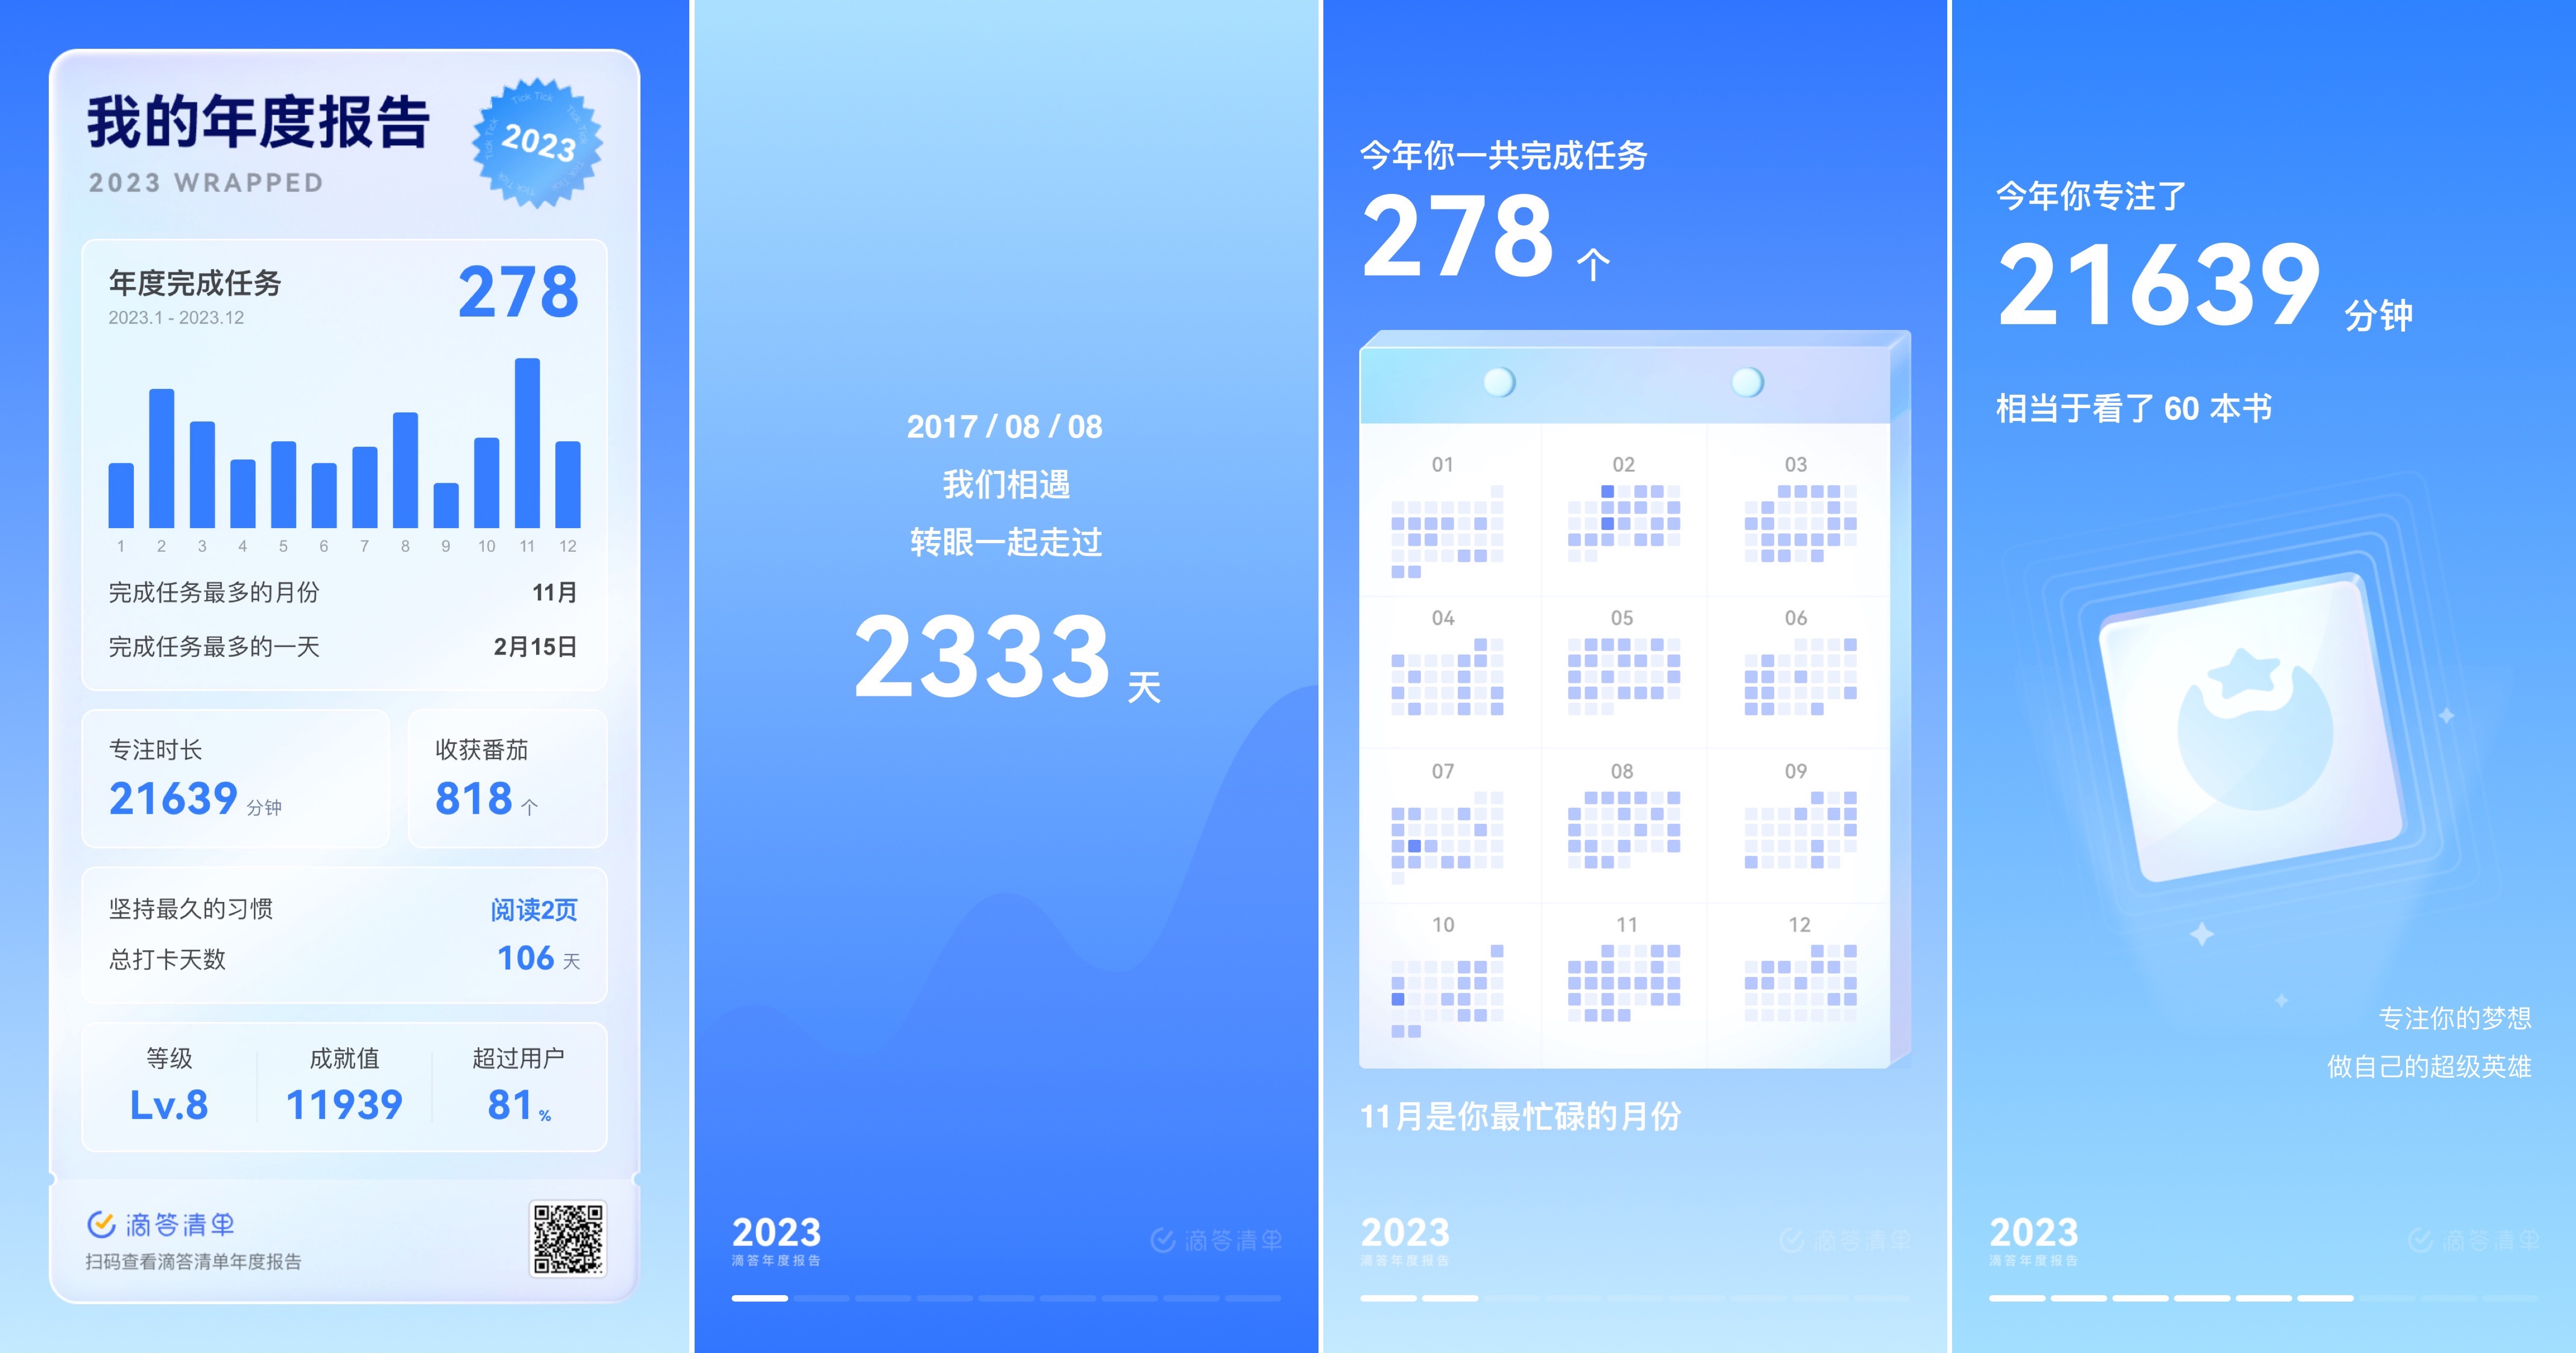 我的年度报告
2023 WRAPPED
Tick Tick
2023
年度完成任务
278
2023.1 - 2023.12
1 2 3 4 5 6 7 8 9 10 11 12
完成任务最多的月份 11月
完成任务最多的一天 2月15日
专注时长
21639 分钟
收获番茄
818 个
坚持最久的习惯 阅读2页
总打卡天数 106 天
等级 成就值 超过用户
Lv.8 11939 81%
滴答清单
扫码查看滴答清单年度报告
2017 / 08 / 08
我们相遇
转眼一起走过
2333 天
2023
滴答年度报告
滴答清单
今年你一共完成任务
278 个
01 02 03
04 05 06
07 08 09
10 11 12
11月是你最忙碌的月份
2023
滴答年度报告
滴答清单
今年你专注了
21639 分钟
相当于看了 60 本书
专注你的梦想
做自己的超级英雄
2023
滴答年度报告
滴答清单